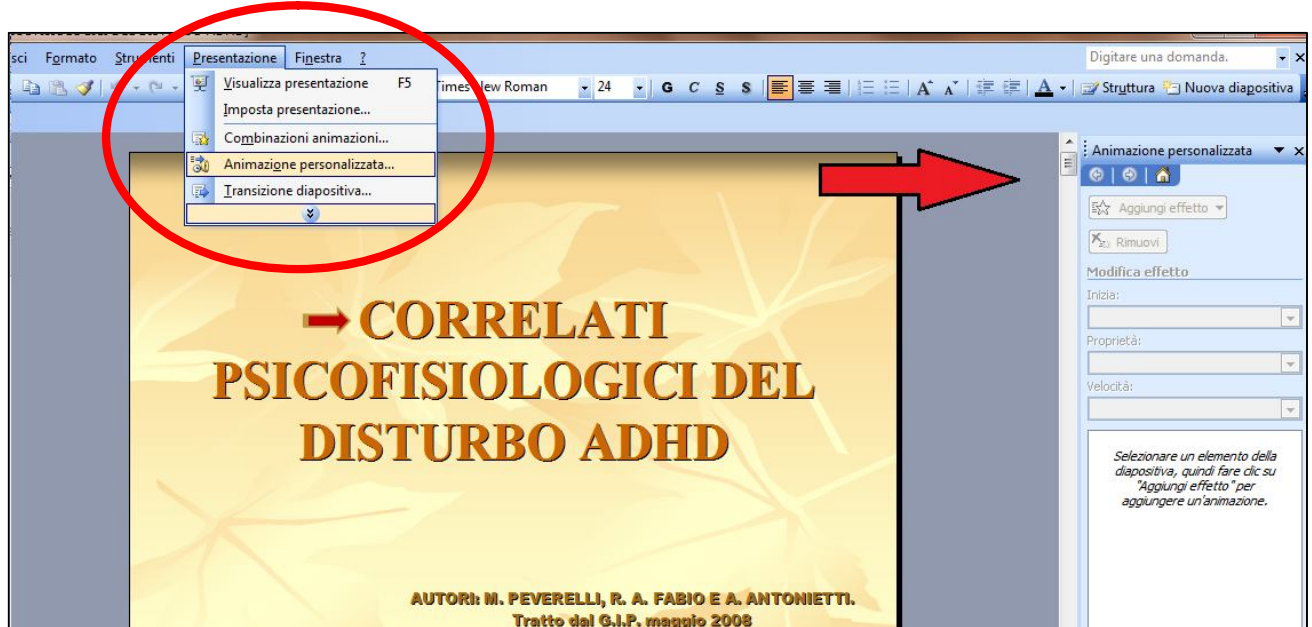 sci Formato Strumenti Presentazione Finestra ? Digitare una domanda.
Visualizza presentazione F5
Times New Roman 24 G C S S A A A Struttura Nuova diapositiva
Imposta presentazione...
Combinazioni animazioni...
Animazione personalizzata...
Transizione diapositiva...
Animazione personalizzata
Aggiungi effetto
Rimuovi
Modifica effetto
Inizia:
Proprietà:
Velocità:
Selezionare un elemento della
diapositiva, quindi fare clic su
"Aggiungi effetto" per
aggiungere un'animazione.
CORRELATI
PSICOFISIOLOGICI DEL
DISTURBO ADHD
AUTORI: M. PEVERELLI, R. A. FABIO E A. ANTONIETTI.
Tratto dal G.I.P. maggio 2008